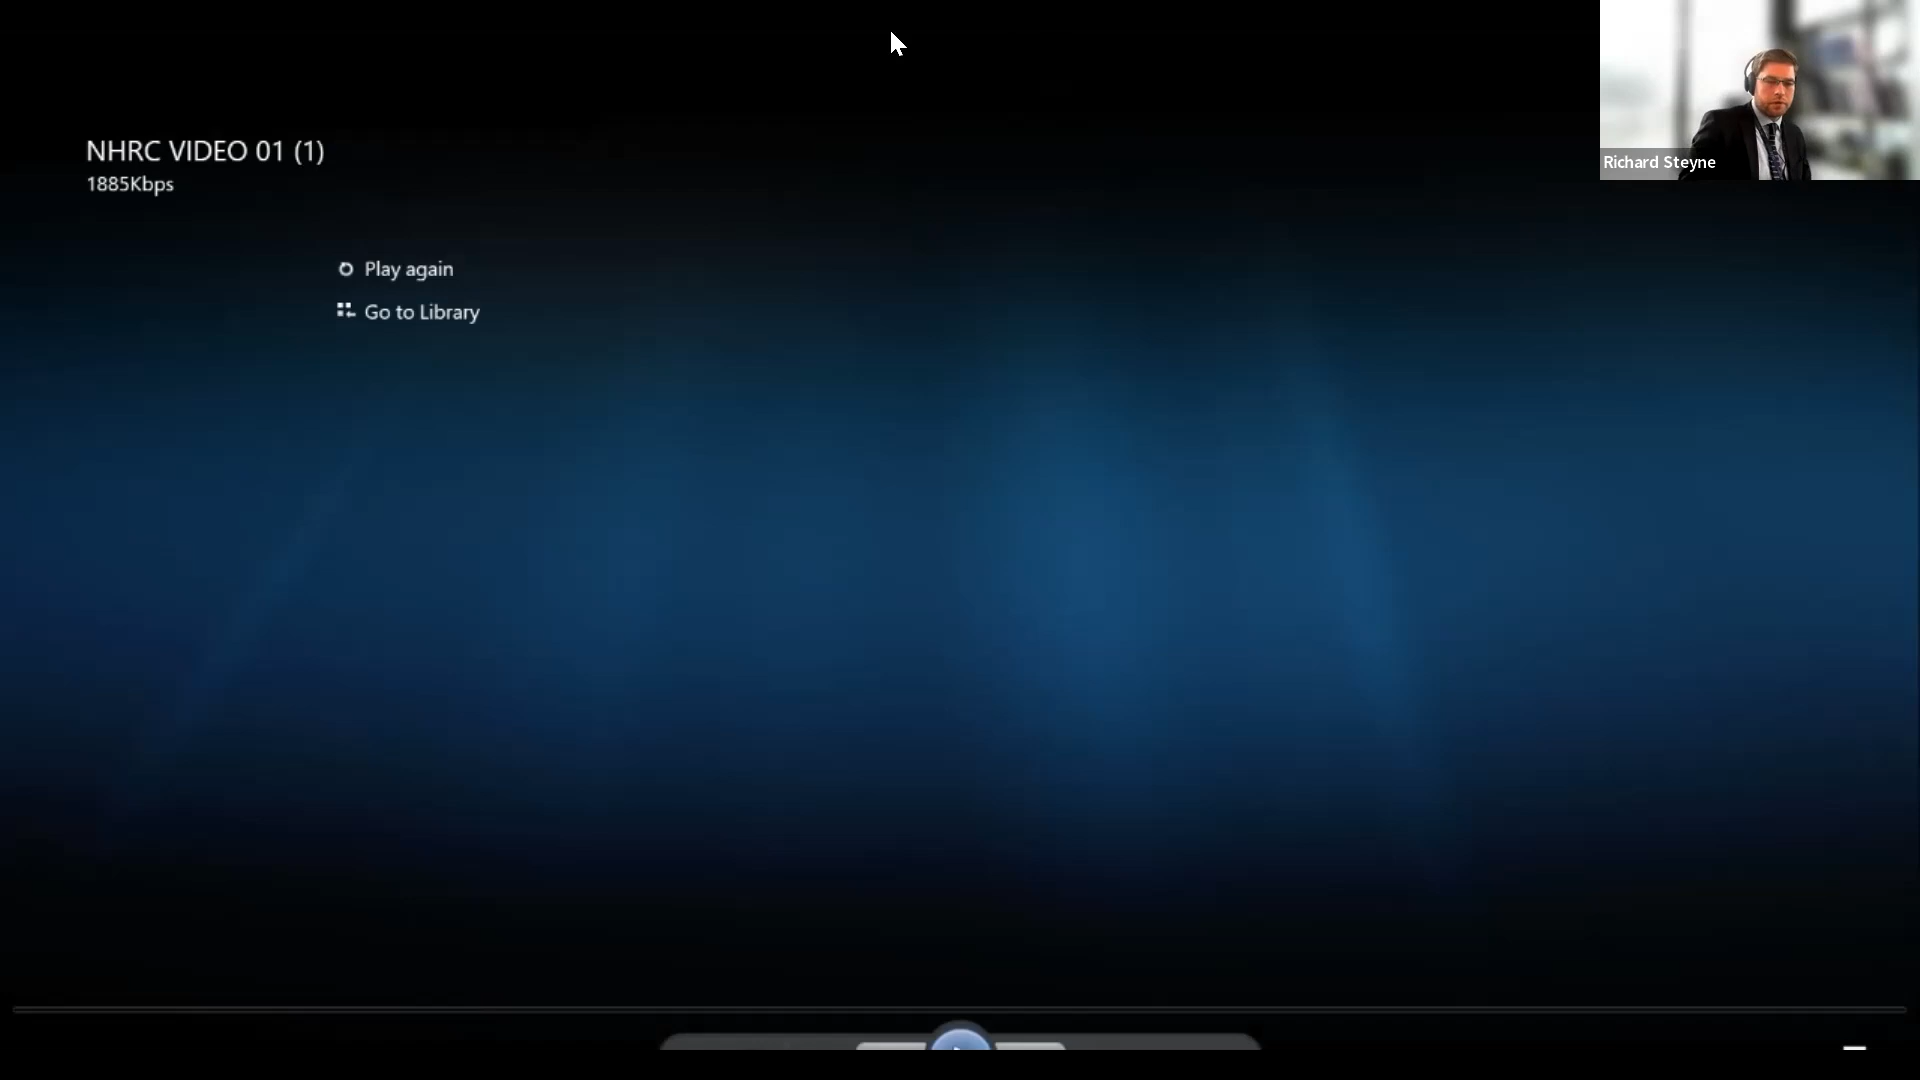 NHRC VIDEO 01 (1)
1885Kbps
Play again
Go to Library
Richard Steyne